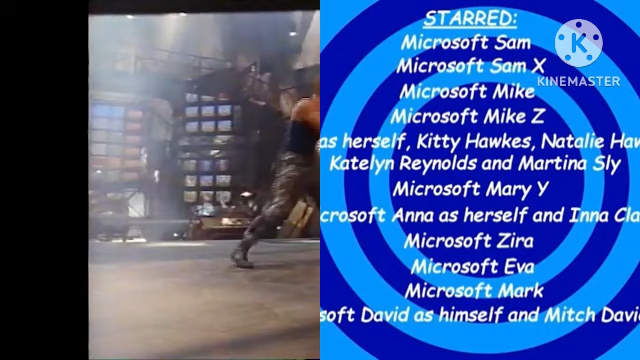 STARRED:
Microsoft Sam
Microsoft Sam X
Microsoft Mike
Microsoft Mike Z
as herself, Kitty Hawkes, Natalie Haw
Katelyn Reynolds and Martina Sly
Microsoft Mary Y
crosoft Anna as herself and Inna Cla
Microsoft Zira
Microsoft Eva
Microsoft Mark
soft David as himself and Mitch Davi
KINEMASTER